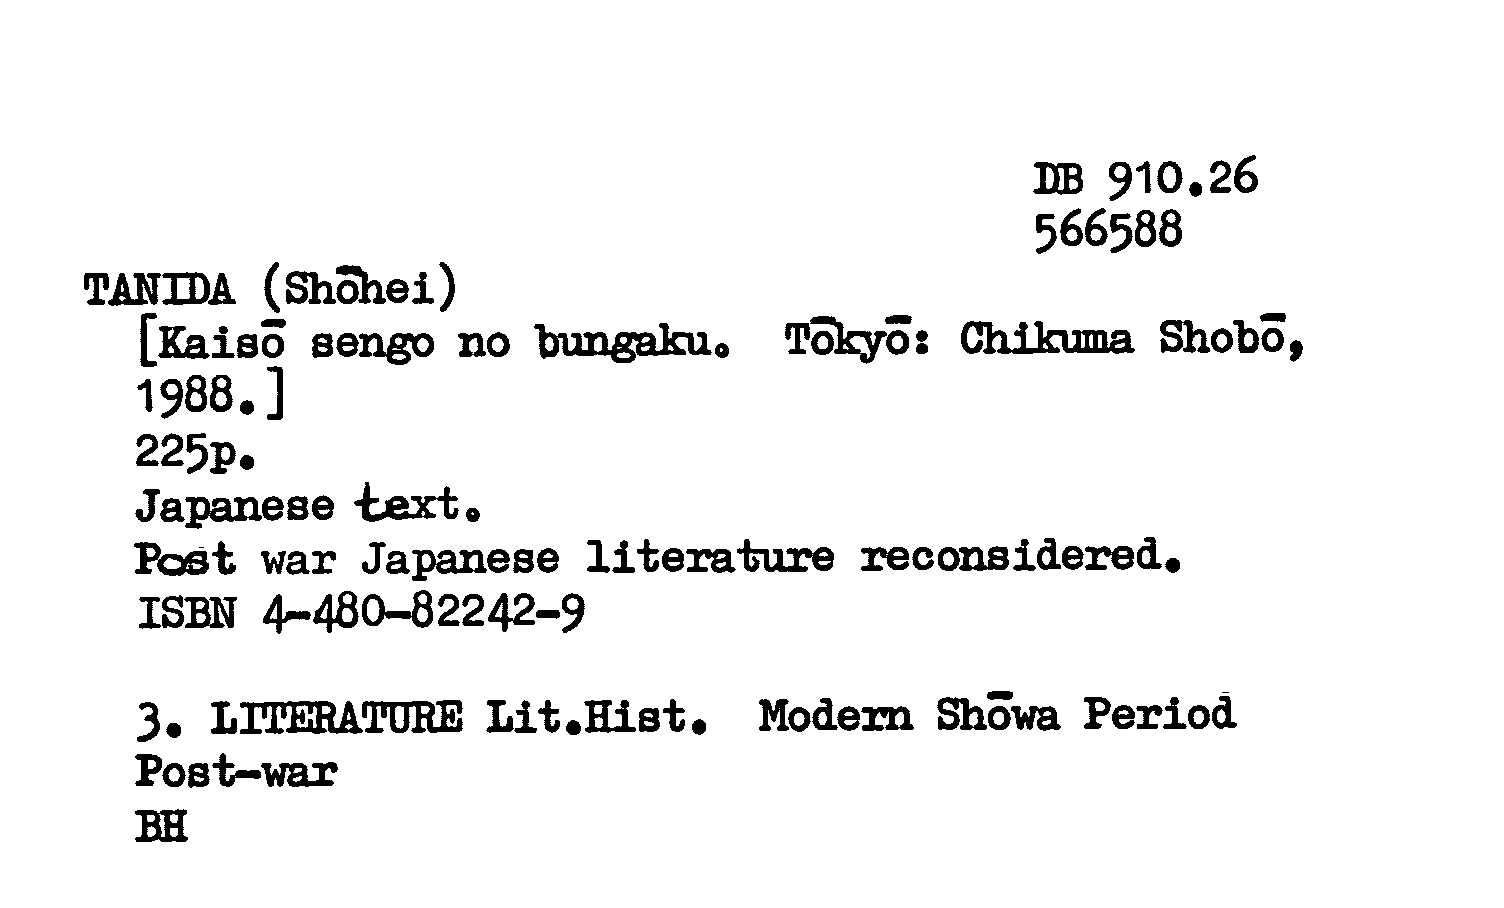 DB 910.26
566588
TANIDA (Shōhei)
[Kaisō sengo no bungaku. Tōkyō: Chikuma Shobō,
1988.]
225p.
Japanese text.
Post war Japanese literature reconsidered.
ISBN 4-480-82242-9
3. LITERATURE Lit.Hist. Modern Shōwa Period
Post-war
BH